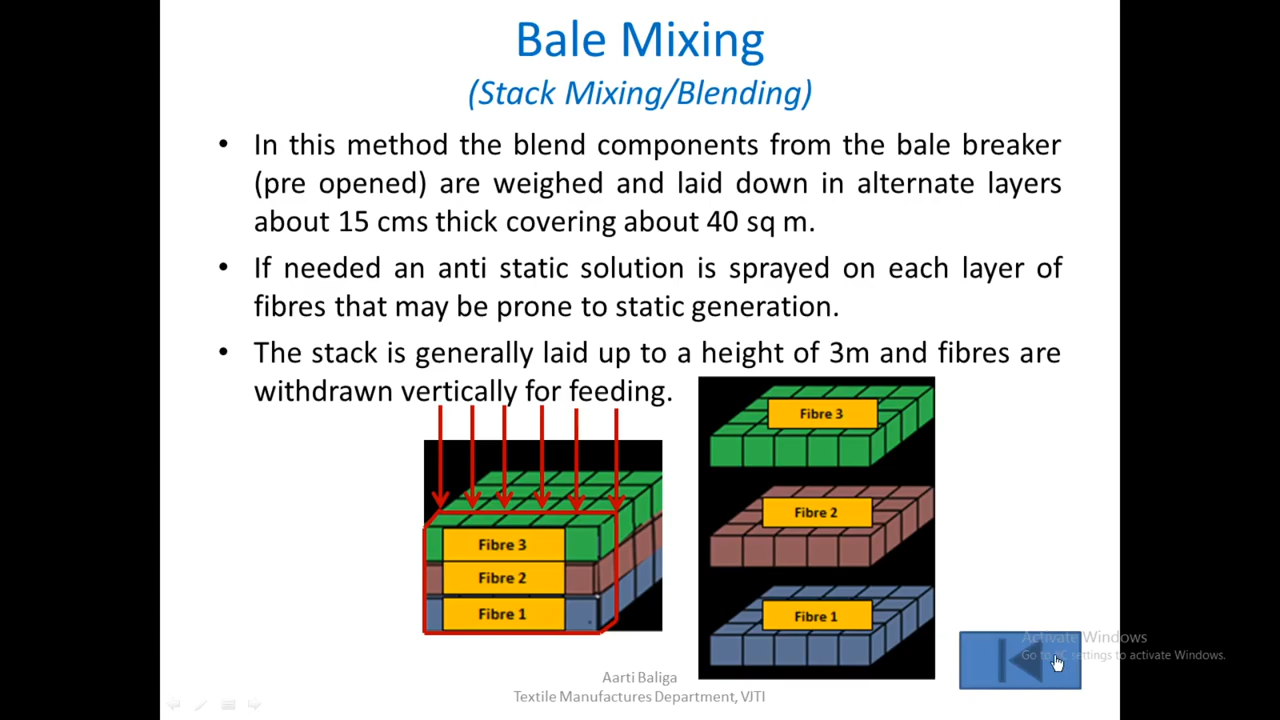 Bale Mixing
(Stack Mixing/Blending)
• In this method the blend components from the bale breaker
(pre opened) are weighed and laid down in alternate layers
about 15 cms thick covering about 40 sq m.
• If needed an anti static solution is sprayed on each layer of
fibres that may be prone to static generation.
• The stack is generally laid up to a height of 3m and fibres are
withdrawn vertically for feeding.
Fibre 3
Fibre 2
Fibre 1
Fibre 3
Fibre 2
Fibre 1
Activate Windows
Go to PC settings to activate Windows.
Aarti Baliga
Textile Manufactures Department, VJTI